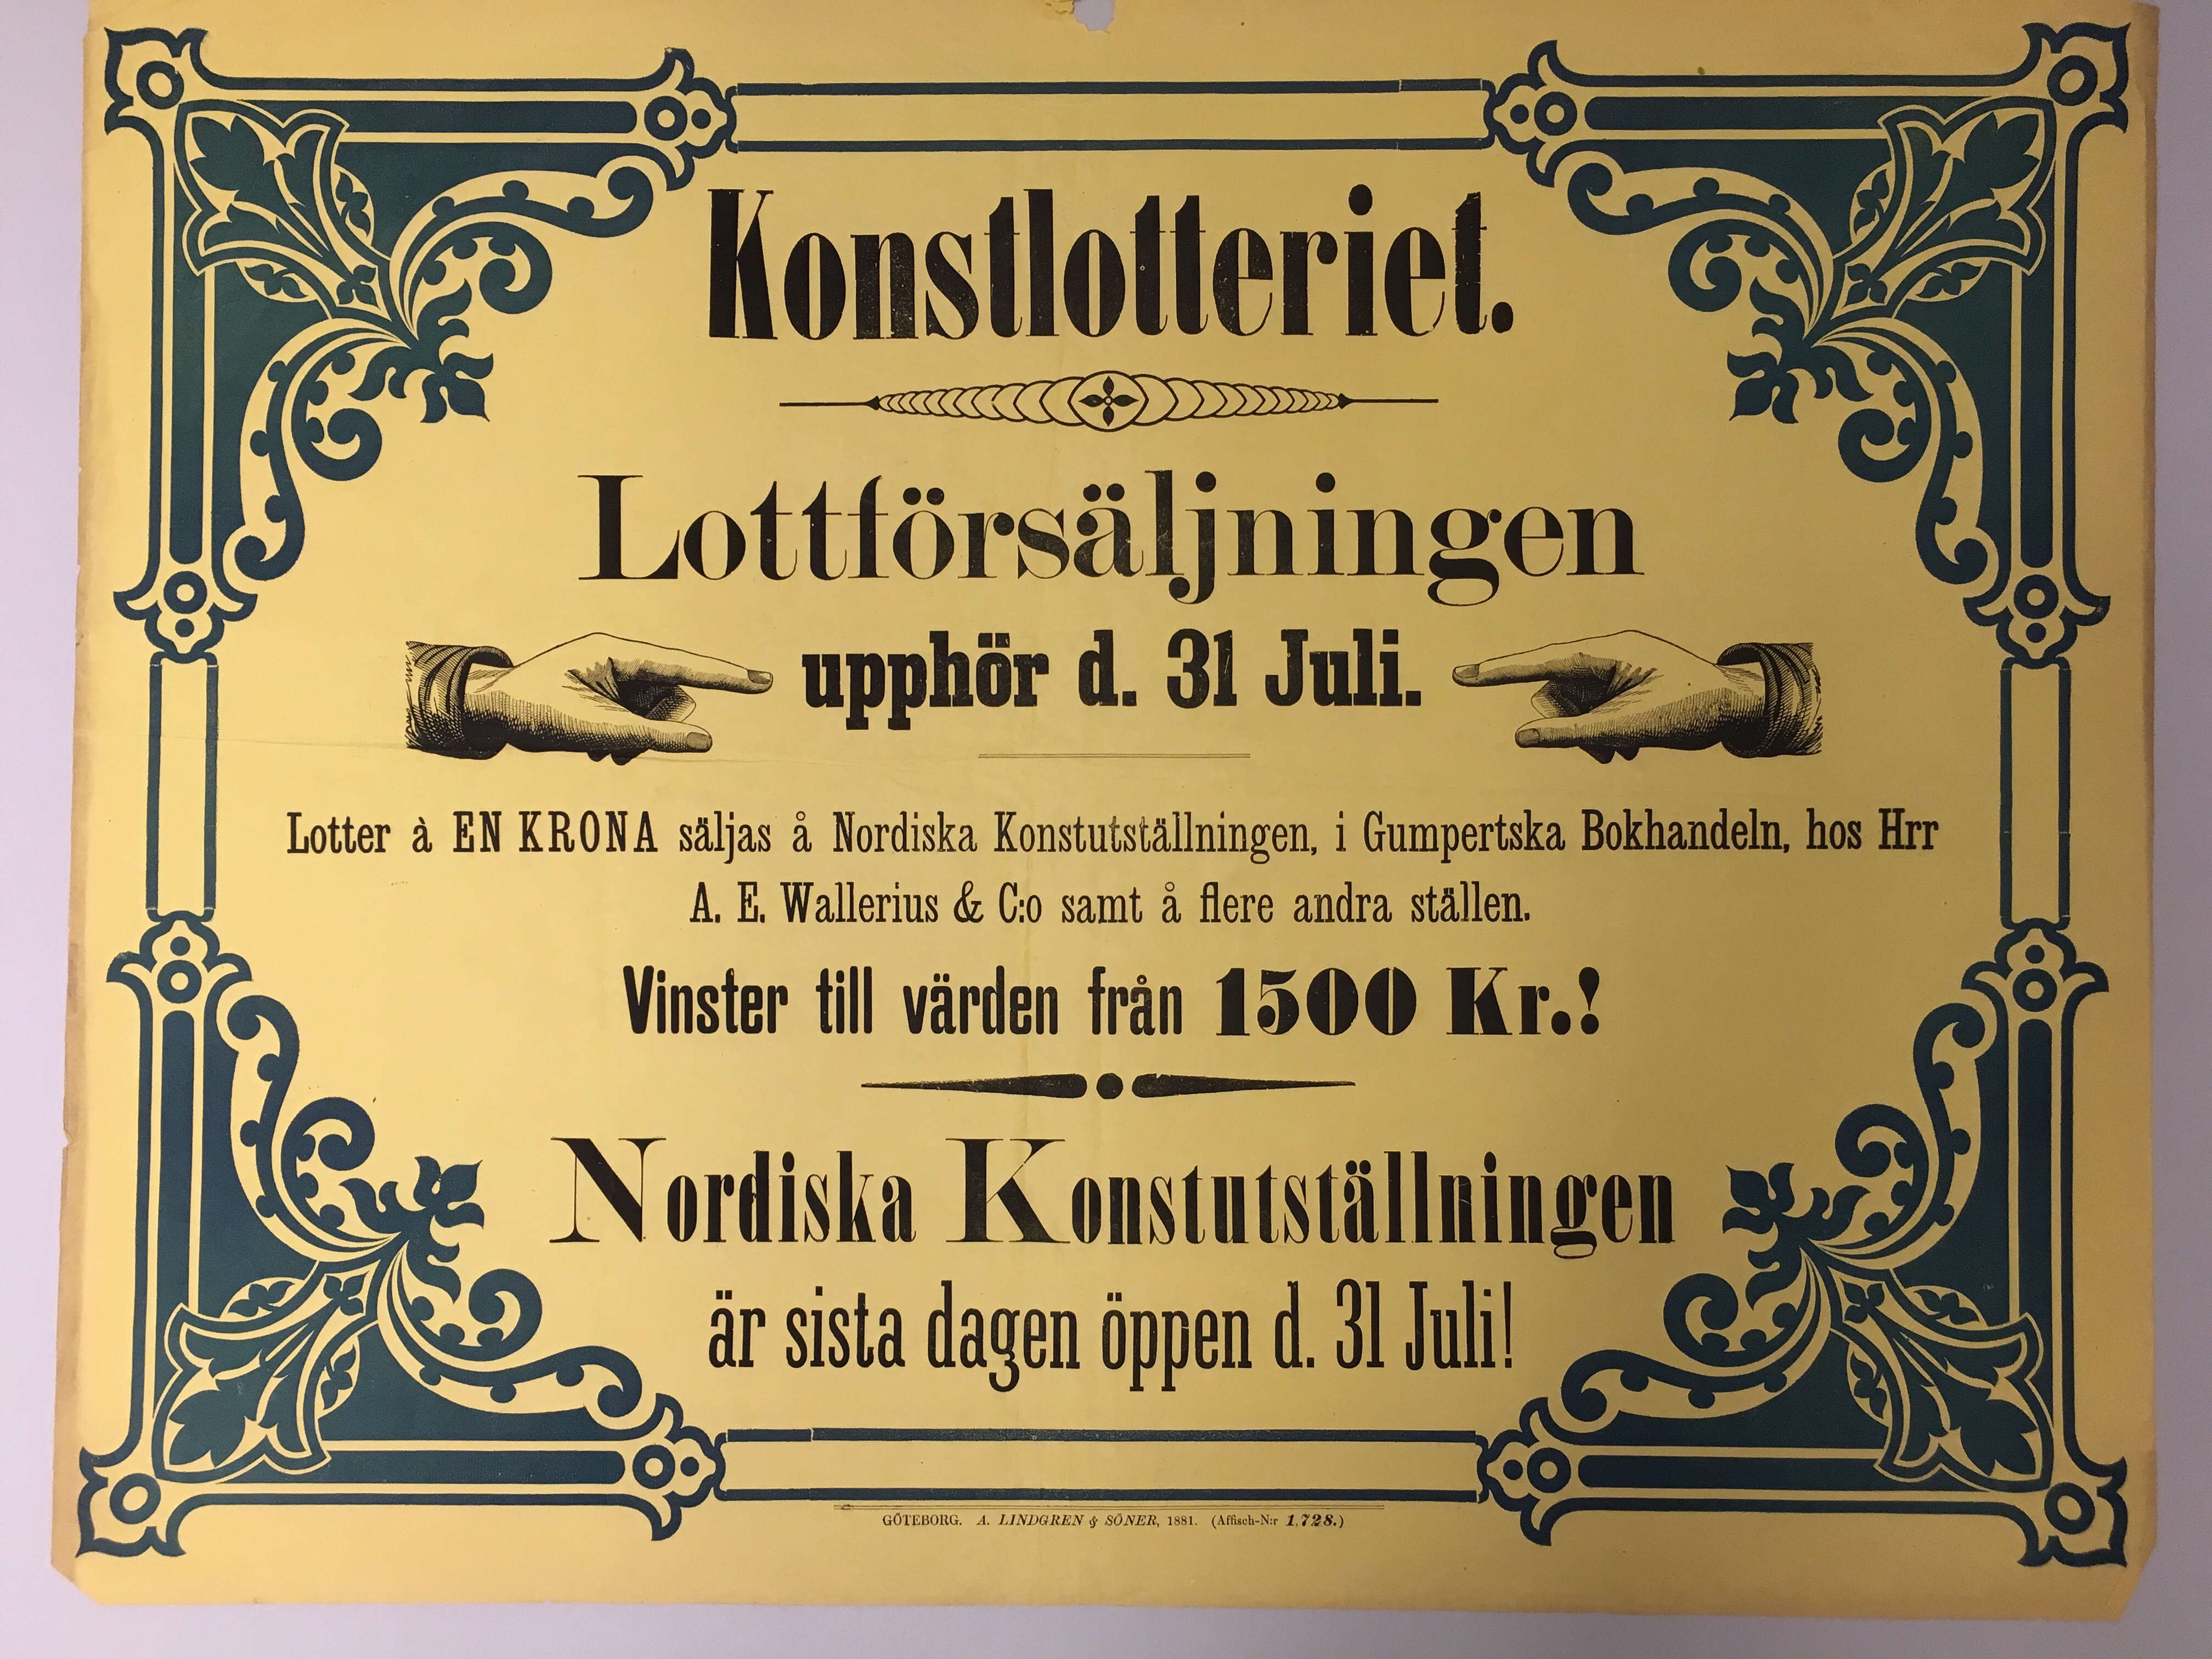 Konstlotteriet.
Lottförsäljningen
upphör d. 31 Juli.
Lotter à EN KRONA säljas å Nordiska Konstutställningen, i Gumpertska Bokhandeln, hos Hrr
A. E. Wallerius & C:o samt å flere andra ställen.
Vinster till värden från 1500 Kr.!
Nordiska Konstutställningen
är sista dagen öppen d. 31 Juli!
GÖTEBORG. A. LINDGREN & SÖNER, 1881. (Affisch-N:r 1,728.)